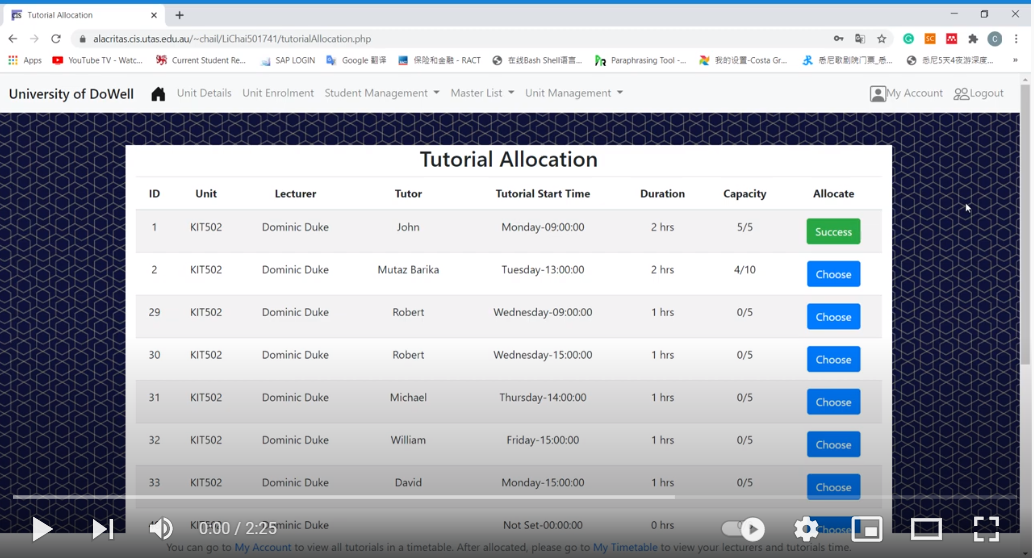 Tutorial Allocation
alacritas.cis.utas.edu.au/~chail/LiChai501741/tutorialAllocation.php
Apps YouTube TV - Watc... Current Student Re... SAP LOGIN Google 翻译 保险和金融 - RACT 在线Bash Shell语言... Paraphrasing Tool -... 我的设置-Costa Gr... 悉尼歌剧院门票_悉... 悉尼5天4夜游深度... »
University of DoWell Unit Details Unit Enrolment Student Management Master List Unit Management My Account Logout
Tutorial Allocation
ID Unit Lecturer Tutor Tutorial Start Time Duration Capacity Allocate
1 KIT502 Dominic Duke John Monday-09:00:00 2 hrs 5/5 Success
2 KIT502 Dominic Duke Mutaz Barika Tuesday-13:00:00 2 hrs 4/10 Choose
29 KIT502 Dominic Duke Robert Wednesday-09:00:00 1 hrs 0/5 Choose
30 KIT502 Dominic Duke Robert Wednesday-15:00:00 1 hrs 0/5 Choose
31 KIT502 Dominic Duke Michael Thursday-14:00:00 1 hrs 0/5 Choose
32 KIT502 Dominic Duke William Friday-15:00:00 1 hrs 0/5 Choose
33 KIT502 Dominic Duke David Monday-15:00:00 1 hrs 0/5 Choose
Dominic Duke Not Set-00:00:00 0 hrs Choose
0:00 / 2:25
You can go to My Account to view all tutorials in a timetable. After allocated, please go to My Timetable to view your lecturers and tutorials time.